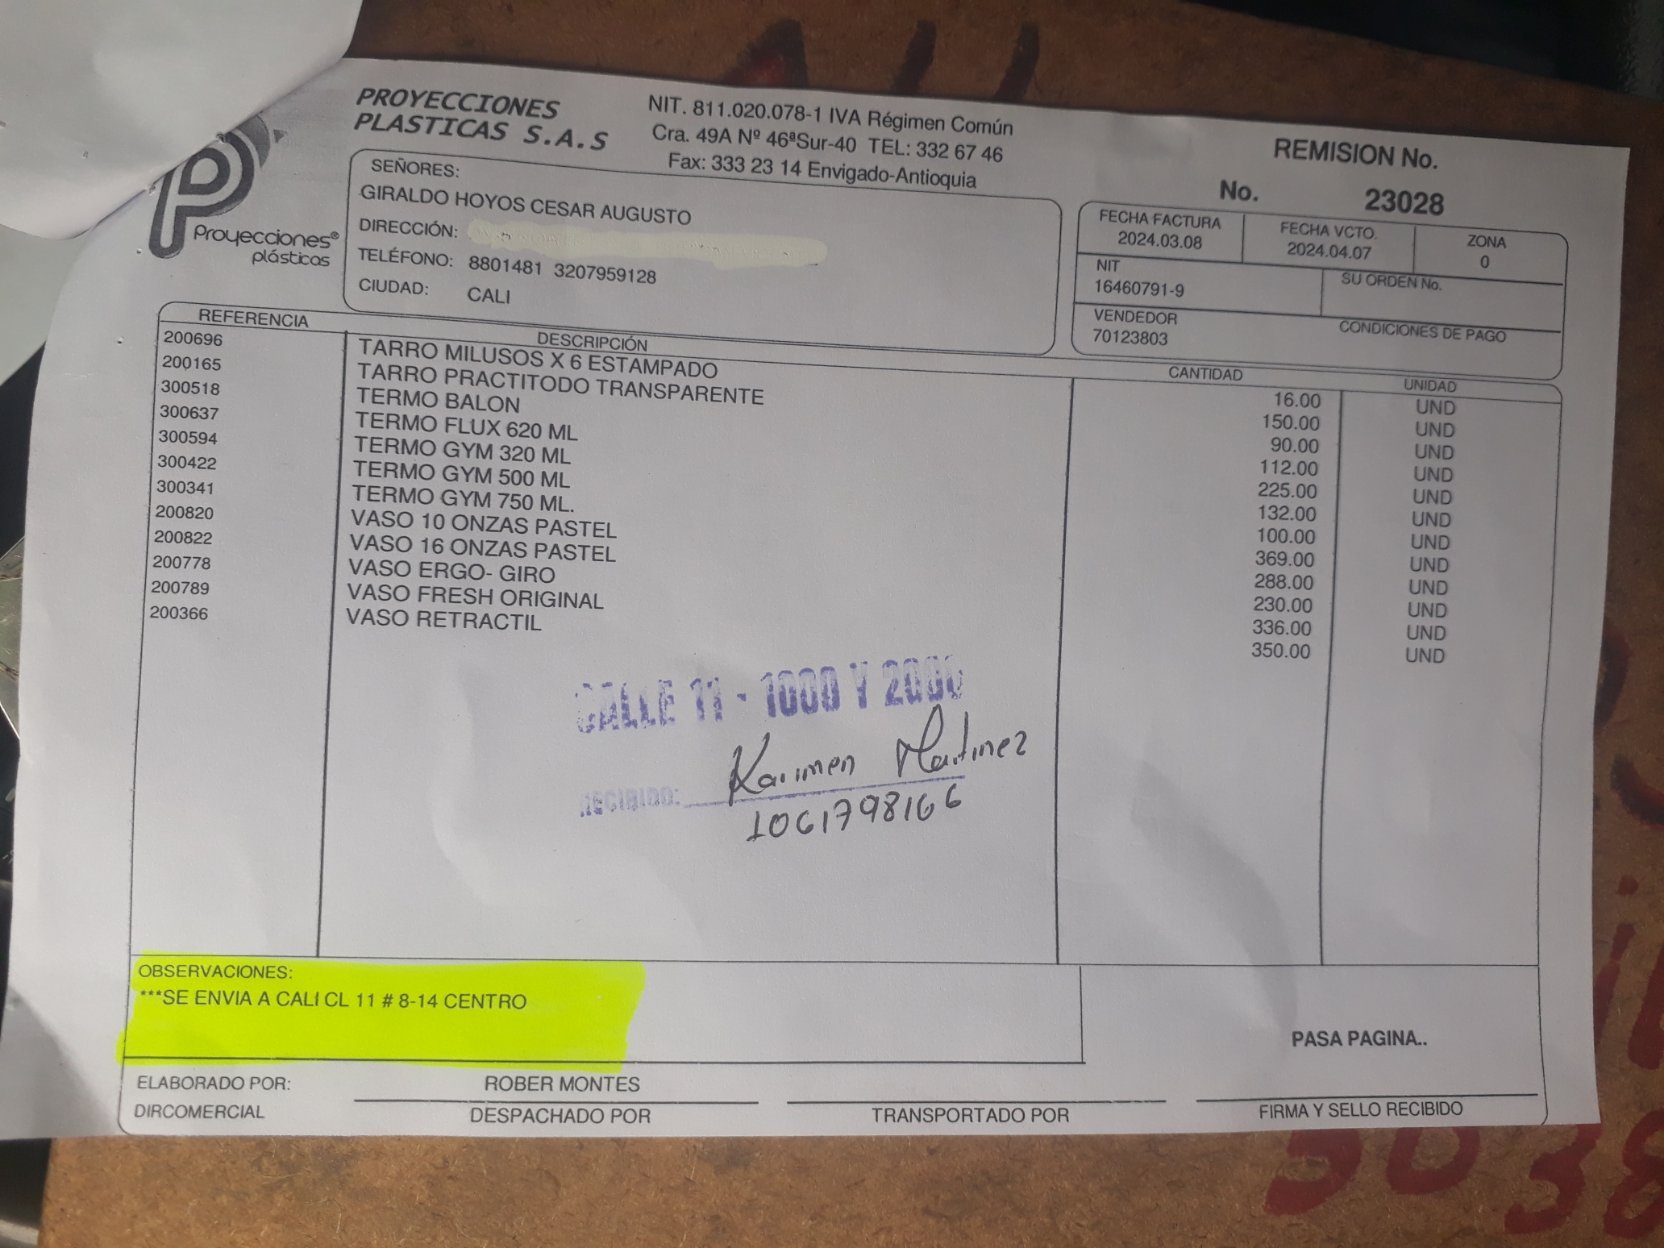 PROYECCIONES
PLASTICAS S.A.S
NIT. 811.020.078-1 IVA Régimen Común
Cra. 49A Nº 46ªSur-40 TEL: 332 67 46
Fax: 333 23 14 Envigado-Antioquia
REMISION No.
No. 23028
Proyecciones®
plásticas
SEÑORES:
GIRALDO HOYOS CESAR AUGUSTO
DIRECCIÓN:
TELÉFONO: 8801481 3207959128
CIUDAD: CALI
FECHA FACTURA FECHA VCTO. ZONA
2024.03.08 2024.04.07 0
NIT SU ORDEN No.
16460791-9
VENDEDOR CONDICIONES DE PAGO
70123803
REFERENCIA DESCRIPCIÓN CANTIDAD UNIDAD
200696 TARRO MILUSOS X 6 ESTAMPADO 16.00 UND
200165 TARRO PRACTITODO TRANSPARENTE 150.00 UND
300518 TERMO BALON 90.00 UND
300637 TERMO FLUX 620 ML 112.00 UND
300594 TERMO GYM 320 ML 225.00 UND
300422 TERMO GYM 500 ML 132.00 UND
300341 TERMO GYM 750 ML. 100.00 UND
200820 VASO 10 ONZAS PASTEL 369.00 UND
200822 VASO 16 ONZAS PASTEL 288.00 UND
200778 VASO ERGO- GIRO 230.00 UND
200789 VASO FRESH ORIGINAL 336.00 UND
200366 VASO RETRACTIL 350.00 UND
CALLE 11 - 1000 Y 2000
Karimen Martinez
RECIBIDO:
1061798166
OBSERVACIONES:
***SE ENVIA A CALI CL 11 # 8-14 CENTRO
PASA PAGINA..
ELABORADO POR: ROBER MONTES
DIRCOMERCIAL DESPACHADO POR TRANSPORTADO POR FIRMA Y SELLO RECIBIDO